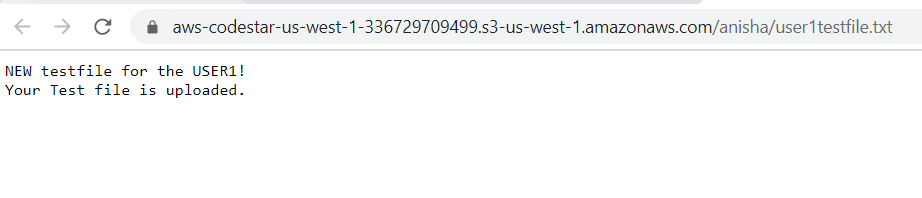 aws-codestar-us-west-1-336729709499.s3-us-west-1.amazonaws.com/anisha/user1testfile.txt
NEW testfile for the USER1!
Your Test file is uploaded.